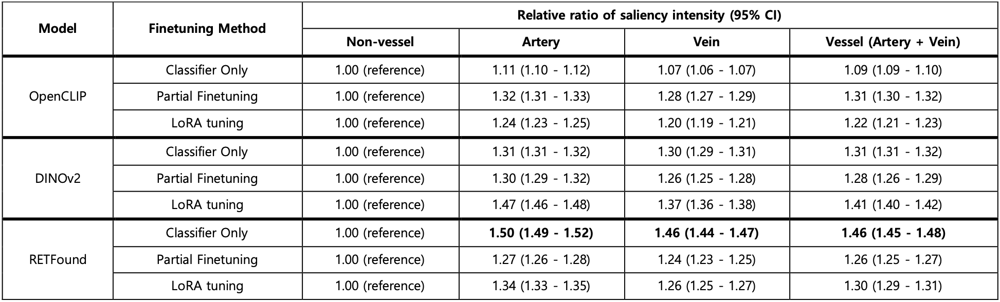 Model Finetuning Method Relative ratio of saliency intensity (95% CI)
Non-vessel Artery Vein Vessel (Artery + Vein)
OpenCLIP Classifier Only 1.00 (reference) 1.11 (1.10 - 1.12) 1.07 (1.06 - 1.07) 1.09 (1.09 - 1.10)
Partial Finetuning 1.00 (reference) 1.32 (1.31 - 1.33) 1.28 (1.27 - 1.29) 1.31 (1.30 - 1.32)
LoRA tuning 1.00 (reference) 1.24 (1.23 - 1.25) 1.20 (1.19 - 1.21) 1.22 (1.21 - 1.23)
DINOv2 Classifier Only 1.00 (reference) 1.31 (1.31 - 1.32) 1.30 (1.29 - 1.31) 1.31 (1.31 - 1.32)
Partial Finetuning 1.00 (reference) 1.30 (1.29 - 1.32) 1.26 (1.25 - 1.28) 1.28 (1.26 - 1.29)
LoRA tuning 1.00 (reference) 1.47 (1.46 - 1.48) 1.37 (1.36 - 1.38) 1.41 (1.40 - 1.42)
RETFound Classifier Only 1.00 (reference) 1.50 (1.49 - 1.52) 1.46 (1.44 - 1.47) 1.46 (1.45 - 1.48)
Partial Finetuning 1.00 (reference) 1.27 (1.26 - 1.28) 1.24 (1.23 - 1.25) 1.26 (1.25 - 1.27)
LoRA tuning 1.00 (reference) 1.34 (1.33 - 1.35) 1.26 (1.25 - 1.27) 1.30 (1.29 - 1.31)